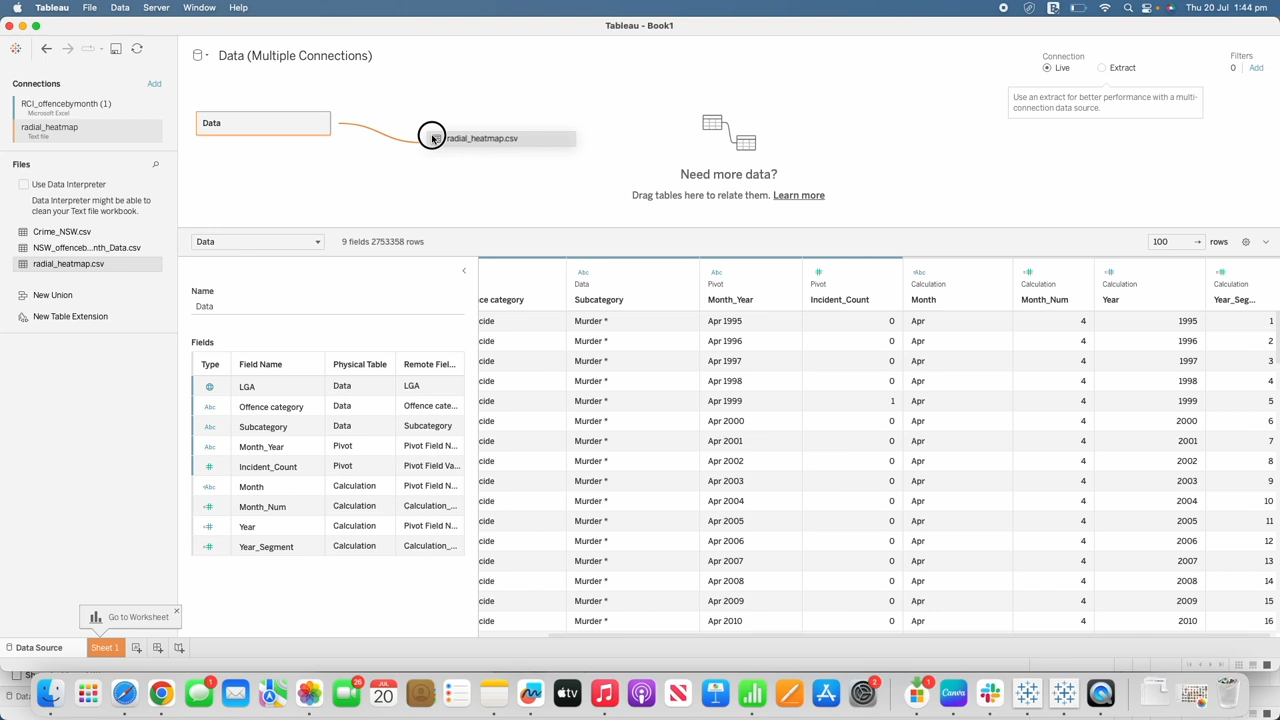 Tableau File Data Server Window Help
Thu 20 Jul 1:44 pm
Tableau - Book1
Connections Add
RCI_offencebymonth (1)
Microsoft Excel
radial_heatmap
Text file
Files
Use Data Interpreter
Data Interpreter might be able to
clean your Text file workbook.
Crime_NSW.csv
NSW_offenceb...nth_Data.csv
radial_heatmap.csv
New Union
New Table Extension
Data (Multiple Connections)
Connection
Live Extract
Filters
0 Add
Use an extract for better performance with a multi-
connection data source.
Data
radial_heatmap.csv
Need more data?
Drag tables here to relate them. Learn more
Data 9 fields 2753358 rows 100 rows
Name
Data
Fields
Type Field Name Physical Table Remote Fiel...
LGA Data LGA
Abc Offence category Data Offence cate...
Abc Subcategory Data Subcategory
Abc Month_Year Pivot Pivot Field N...
# Incident_Count Pivot Pivot Field Va...
=Abc Month Calculation Pivot Field N...
=# Month_Num Calculation Calculation_...
=# Year Calculation Pivot Field N...
=# Year_Segment Calculation Calculation_...
Abc Abc # =Abc =# =# =#
Data Pivot Pivot Calculation Calculation Calculation Calculation
ce category Subcategory Month_Year Incident_Count Month Month_Num Year Year_Seg...
cide Murder * Apr 1995 0 Apr 4 1995 1
cide Murder * Apr 1996 0 Apr 4 1996 2
cide Murder * Apr 1997 0 Apr 4 1997 3
cide Murder * Apr 1998 0 Apr 4 1998 4
cide Murder * Apr 1999 1 Apr 4 1999 5
cide Murder * Apr 2000 0 Apr 4 2000 6
cide Murder * Apr 2001 0 Apr 4 2001 7
cide Murder * Apr 2002 0 Apr 4 2002 8
cide Murder * Apr 2003 0 Apr 4 2003 9
cide Murder * Apr 2004 0 Apr 4 2004 10
cide Murder * Apr 2005 0 Apr 4 2005 11
cide Murder * Apr 2006 0 Apr 4 2006 12
cide Murder * Apr 2007 0 Apr 4 2007 13
cide Murder * Apr 2008 0 Apr 4 2008 14
cide Murder * Apr 2009 0 Apr 4 2009 15
cide Murder * Apr 2010 0 Apr 4 2010 16
Go to Worksheet
Data Source Sheet 1
1 26 JUL 20 2 1 Canva